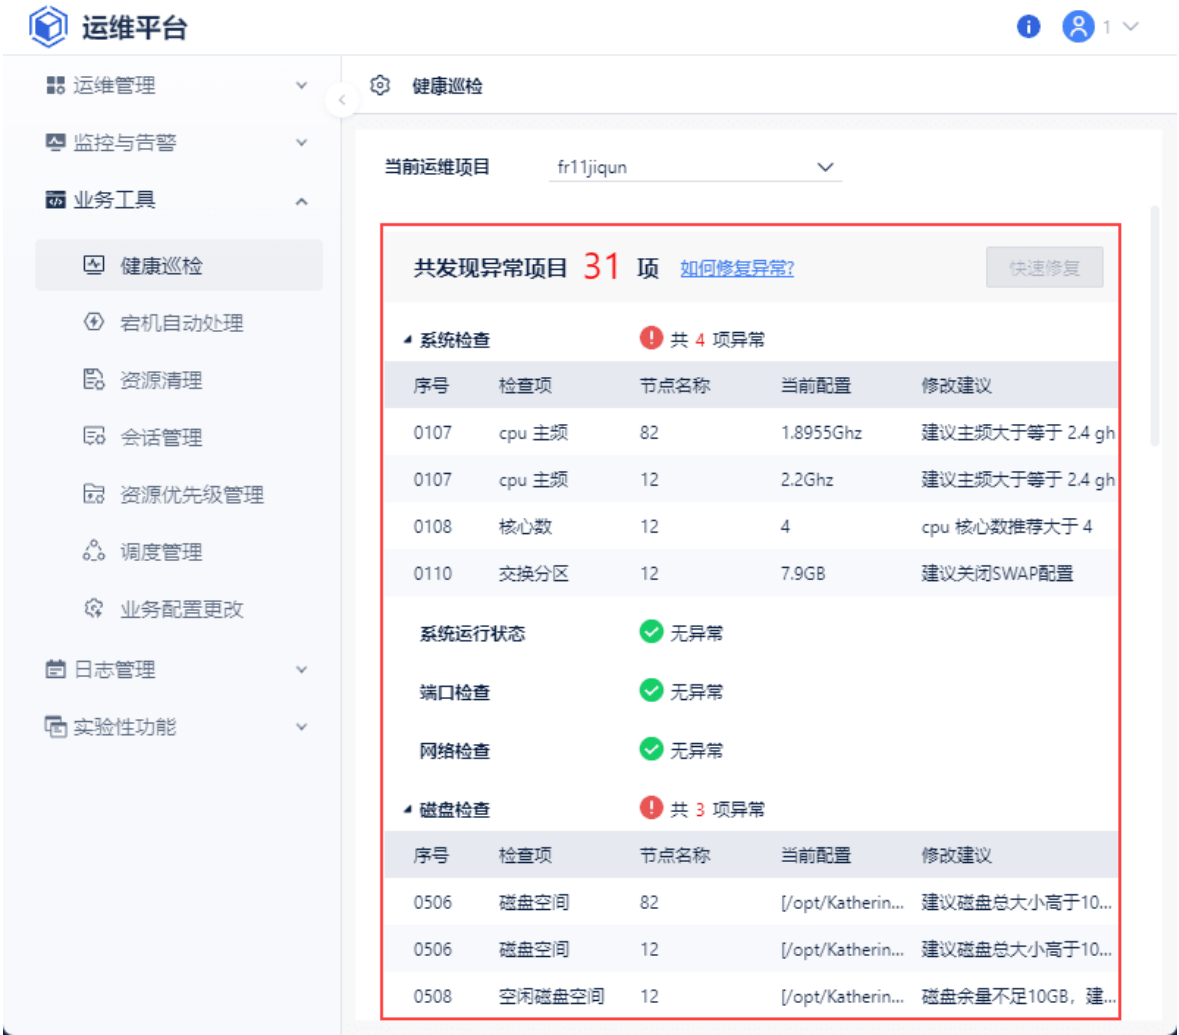 运维平台
1
运维管理
监控与告警
业务工具
健康巡检
宕机自动处理
资源清理
会话管理
资源优先级管理
调度管理
业务配置更改
日志管理
实验性功能
健康巡检
当前运维项目 fr11jiqun
共发现异常项目 31 项 如何修复异常? 快速修复
系统检查 共 4 项异常
序号 检查项 节点名称 当前配置 修改建议
0107 cpu 主频 82 1.8955Ghz 建议主频大于等于 2.4 gh
0107 cpu 主频 12 2.2Ghz 建议主频大于等于 2.4 gh
0108 核心数 12 4 cpu 核心数推荐大于 4
0110 交换分区 12 7.9GB 建议关闭SWAP配置
系统运行状态 无异常
端口检查 无异常
网络检查 无异常
磁盘检查 共 3 项异常
序号 检查项 节点名称 当前配置 修改建议
0506 磁盘空间 82 [/opt/Katherin... 建议磁盘总大小高于10...
0506 磁盘空间 12 [/opt/Katherin... 建议磁盘总大小高于10...
0508 空闲磁盘空间 12 [/opt/Katherin... 磁盘余量不足10GB，建...